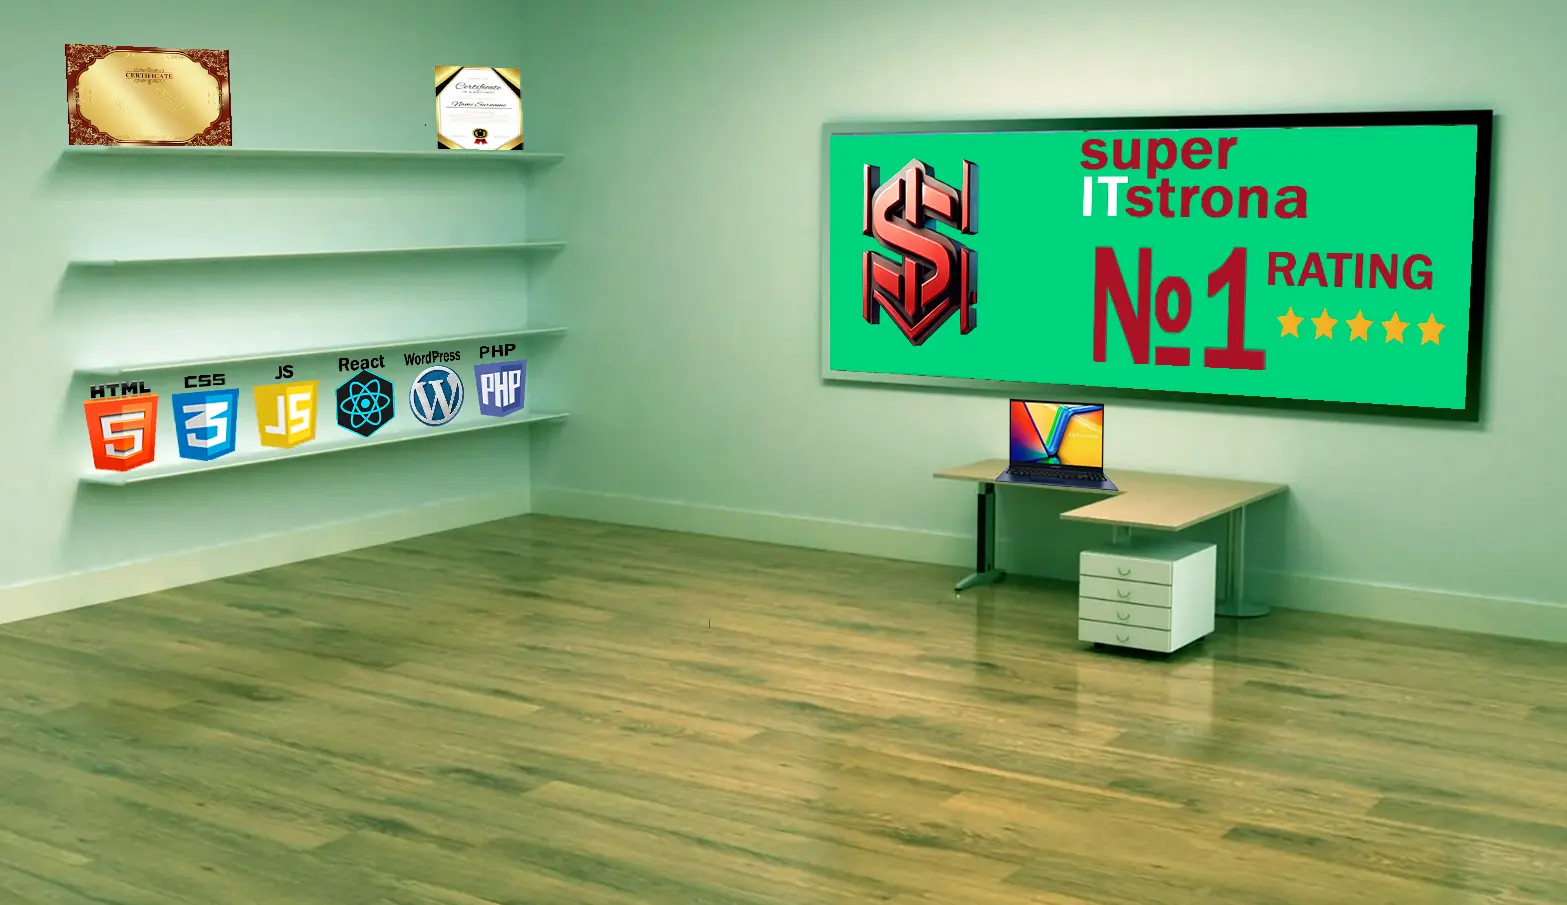 CERTIFICATE
Certificate
Name Surname
super
ITstrona
№1
RATING
HTML
CSS
JS
React
WordPress
PHP
5
3
JS
W
PHP